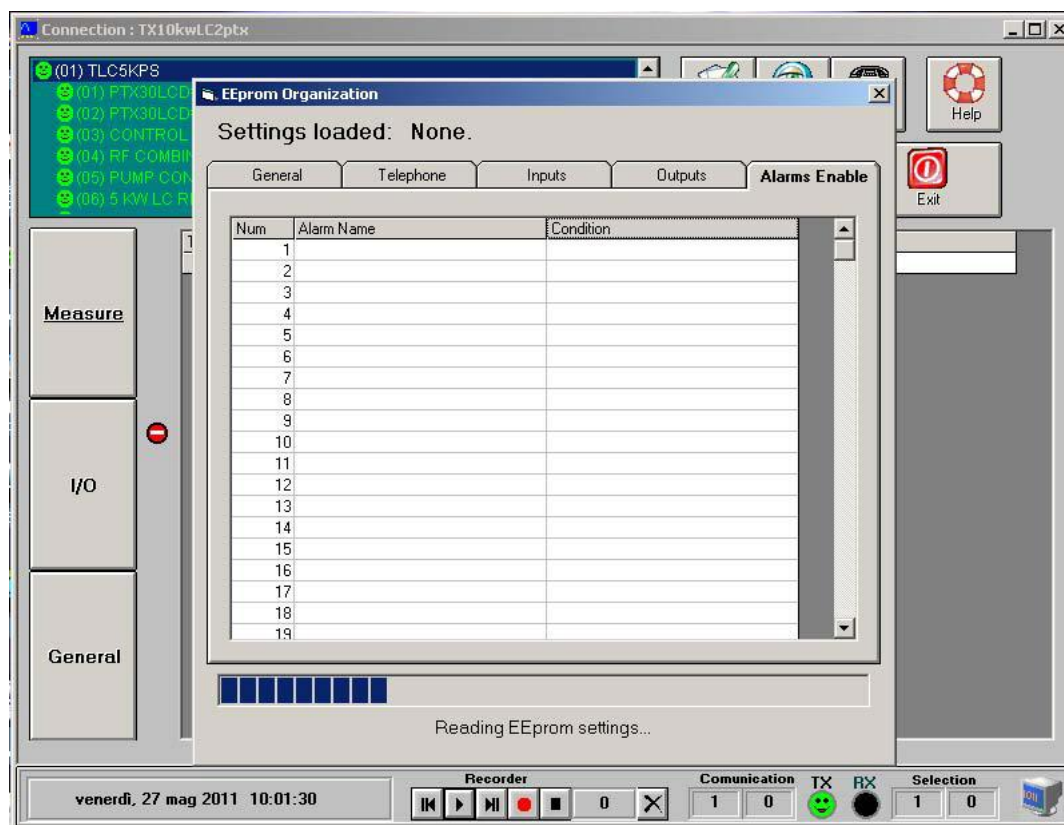 Connection : TX10kwLC2ptx
(01) TLC5KPS
(01) PTX30LCD
(02) PTX30LCD
(03) CONTROL
(04) RF COMBIN
(05) PUMP CON
(06) 5 KW LC R
Help
Exit
EEprom Organization
Settings loaded: None.
General Telephone Inputs Outputs Alarms Enable
Num Alarm Name Condition
1
2
3
4
5
6
7
8
9
10
11
12
13
14
15
16
17
18
19
Measure
I/O
General
Reading EEprom settings...
venerdì, 27 mag 2011 10:01:30
Recorder
0
Comunication
1 0
TX RX
Selection
1 0